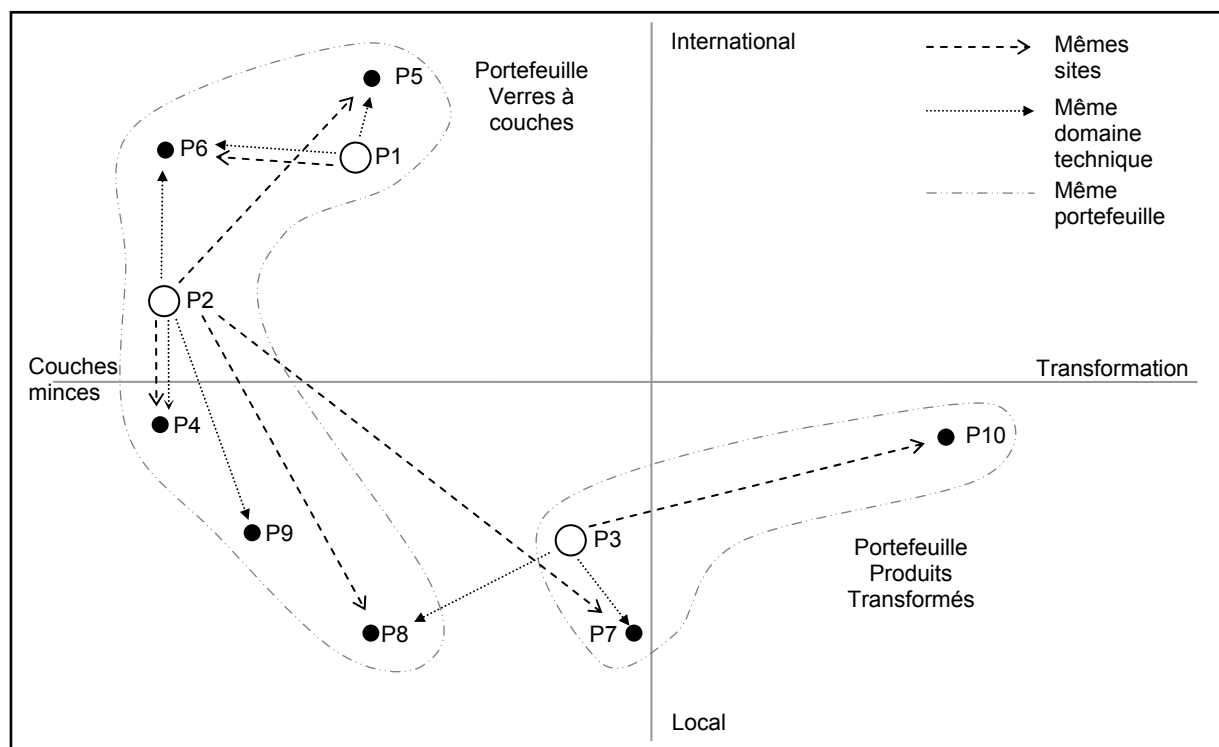 International
Mêmes
sites
Portefeuille
Verres à
couches
P5
Même
domaine
technique
P6
P1
Même
portefeuille
P2
Couches
minces
Transformation
P4
P10
P9
P3
Portefeuille
Produits
Transformés
P8
P7
Local